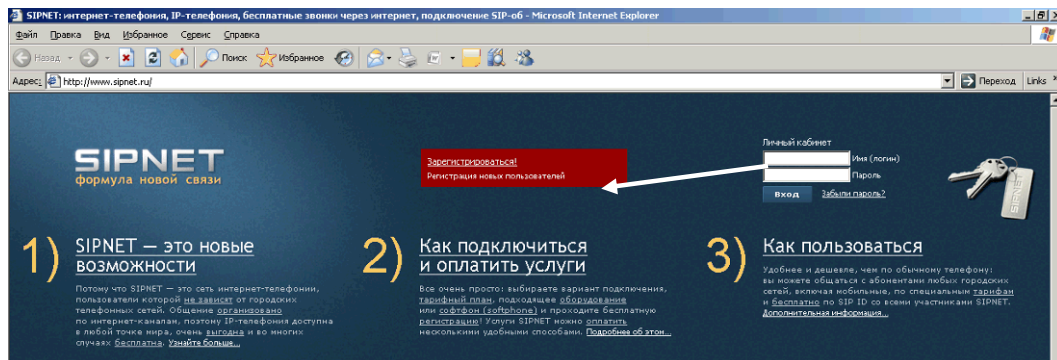 SIPNET: интернет-телефония, IP-телефония, бесплатные звонки через интернет, подключение SIP-об - Microsoft Internet Explorer
Файл Правка Вид Избранное Сервис Справка
Назад Поиск Избранное
Адрес: http://www.sipnet.ru/ Переход Links
SIPNET
формула новой связи
Зарегистрироваться!
Регистрация новых пользователей
Личный кабинет
Имя (логин)
Пароль
Вход Забыли пароль?
SIPNET
1) SIPNET — это новые
возможности
Потому что SIPNET — это сеть интернет-телефонии,
пользователи которой не зависят от городских
телефонных сетей. Общение организовано
по интернет-каналам, поэтому IP-телефония доступна
в любой точке мира, очень выгодна и во многих
случаях бесплатна. Узнайте больше...
2) Как подключиться
и оплатить услуги
Все очень просто: выбираете вариант подключения,
тарифный план, подходящее оборудование
или софтфон (softphone) и проходите бесплатную
регистрацию! Услуги SIPNET можно оплатить
несколькими удобными способами. Подробнее об этом...
3) Как пользоваться
Удобнее и дешевле, чем по обычному телефону:
вы можете общаться с абонентами любых городских
сетей, включая мобильные, по специальным тарифам
и бесплатно по SIP ID со всеми участниками SIPNET.
Дополнительная информация...